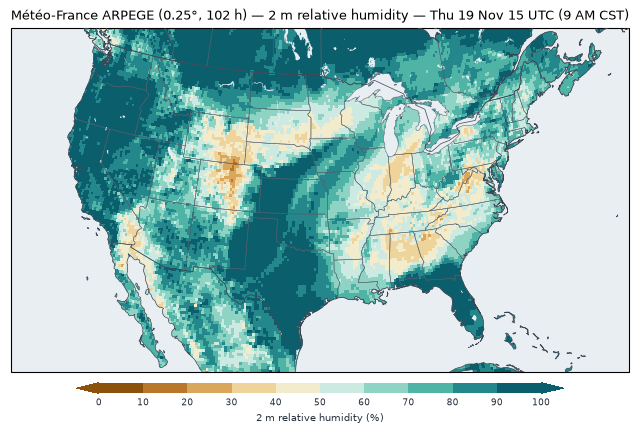 Météo-France ARPEGE (0.25°, 102 h) — 2 m relative humidity — Thu 19 Nov 15 UTC (9 AM CST)
0 10 20 30 40 50 60 70 80 90 100
2 m relative humidity (%)